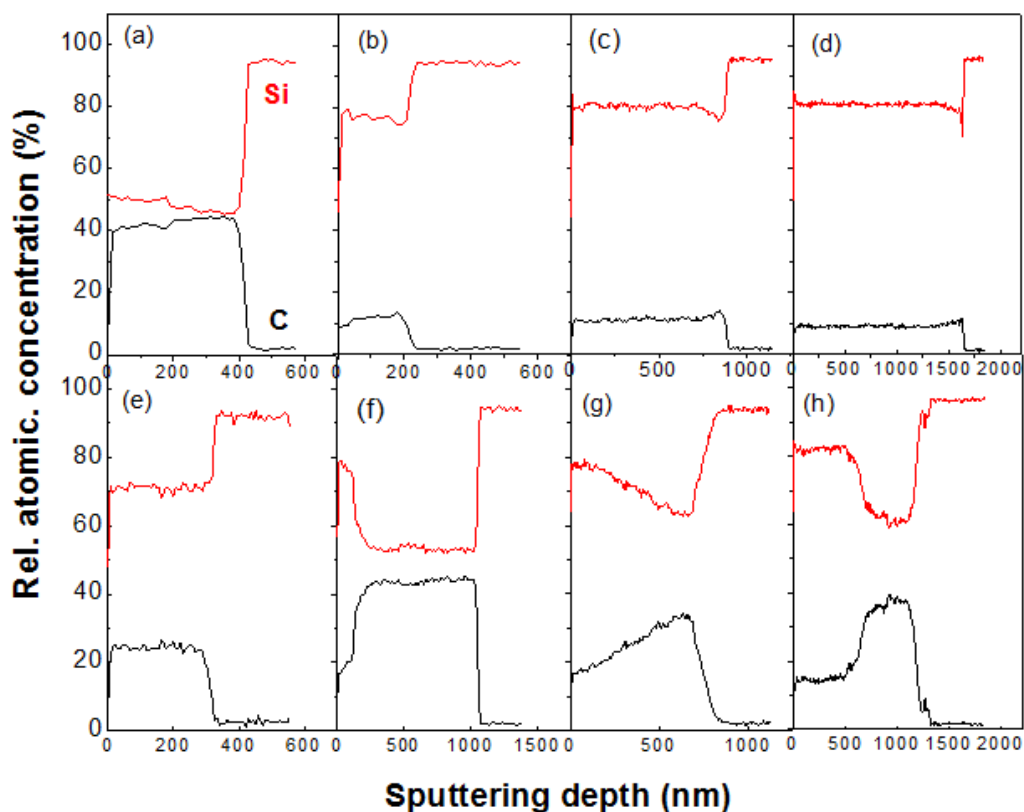 Rel. atomic. concentration (%)
100
80
60
40
20
0
(a)
Si
C
(b)
(c)
(d)
0 200 400 600
0 200 400
0 500 1000
0 500 1000 1500 2000
100
80
60
40
20
0
(e)
(f)
(g)
(h)
0 200 400 600
0 500 1000 1500
0 500 1000
0 500 1000 1500 2000
Sputtering depth (nm)